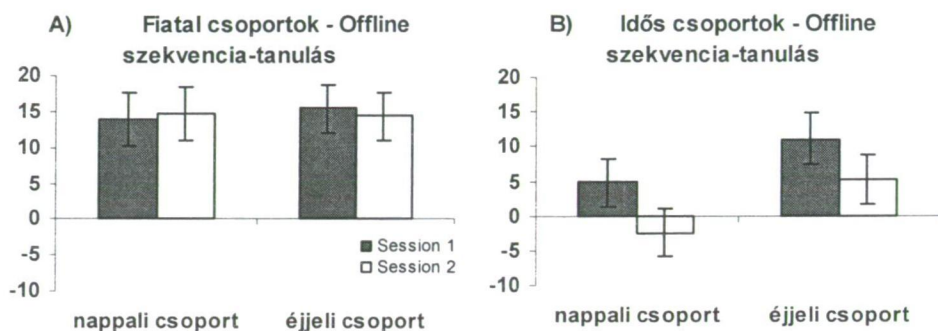 A) Fiatal csoportok - Offline
szekvencia-tanulás
20
15
10
5
0
-5
-10
Session 1
Session 2
nappali csoport éjjeli csoport
B) Idős csoportok - Offline
szekvencia-tanulás
20
15
10
5
0
-5
-10
nappali csoport éjjeli csoport